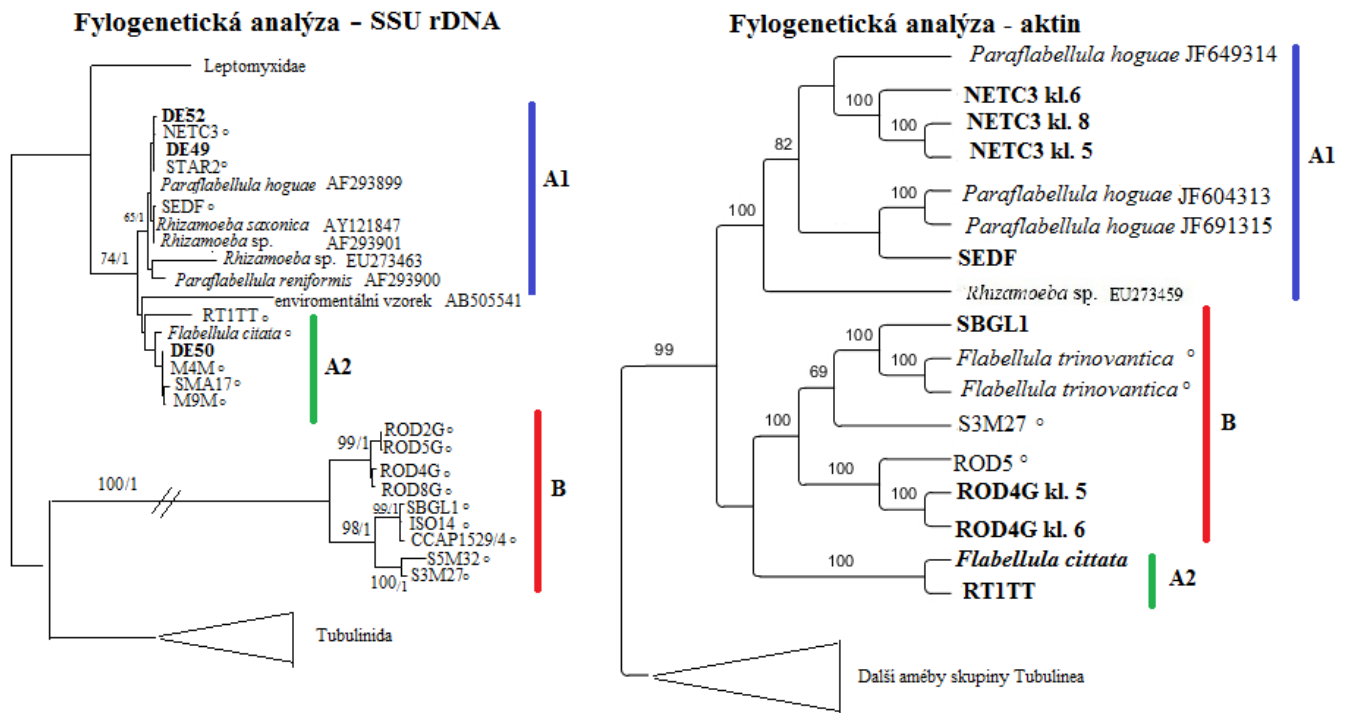 Fylogenetická analýza – SSU rDNA
Leptomyxidae
DE52
NETC3 °
DE49
STAR2°
Paraflabellula hoguae AF293899
SEDF °
65/1
Rhizamoeba saxonica AY121847
Rhizamoeba sp. AF293901
74/1
Rhizamoeba sp. EU273463
Paraflabellula reniformis AF293900
enviromentálni vzorek AB505541
RT1TT °
Flabellula citata °
DE50
M4M °
SMA17°
M9M °
A1
A2
ROD2G°
99/1
ROD5G°
ROD4G °
ROD8G °
100/1
SBGL1 °
99/1
ISO14 °
98/1
CCAP1529/4 °
S5M32 °
S3M27°
100/1
B
Tubulinida
Fylogenetická analýza - aktin
Paraflabellula hoguae JF649314
NETC3 kl.6
100
NETC3 kl. 8
100
NETC3 kl. 5
82
A1
Paraflabellula hoguae JF604313
100
Paraflabellula hoguae JF691315
100
SEDF
Rhizamoeba sp. EU273459
SBGL1
100
Flabellula trinovantica °
100
99
69
Flabellula trinovantica °
100
S3M27 °
B
ROD5 °
100
ROD4G kl. 5
100
ROD4G kl. 6
Flabellula cittata
100
RT1TT
A2
Další améby skupiny Tubulinea